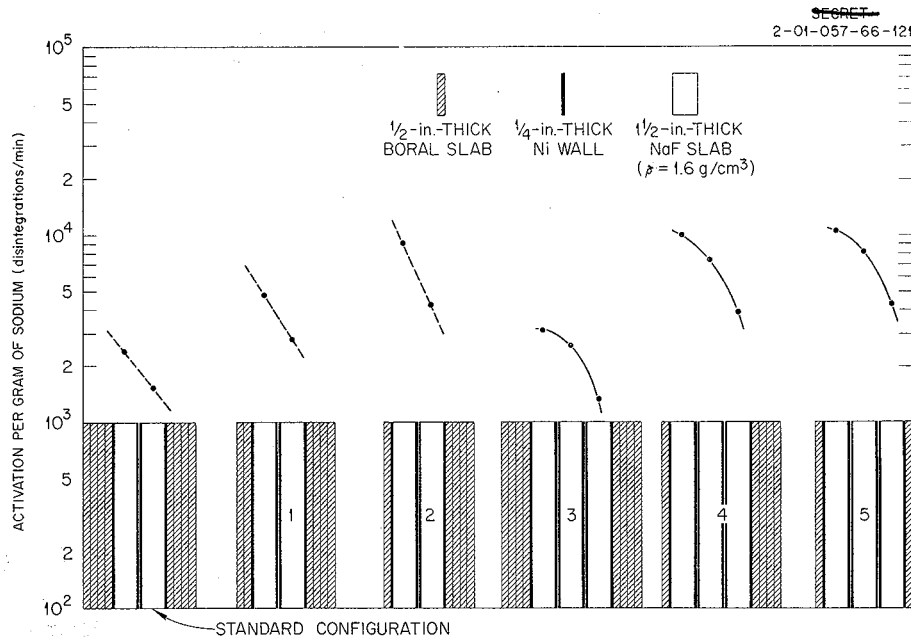 SECRET
2-01-057-66-121
10⁵
5
2
10⁴
5
2
10³
5
2
10²
ACTIVATION PER GRAM OF SODIUM (disintegrations/min)
½-in.-THICK
BORAL SLAB
¼-in.-THICK
Ni WALL
1½-in.-THICK
NaF SLAB
(ρ = 1.6 g/cm³)
1
2
3
4
5
STANDARD CONFIGURATION